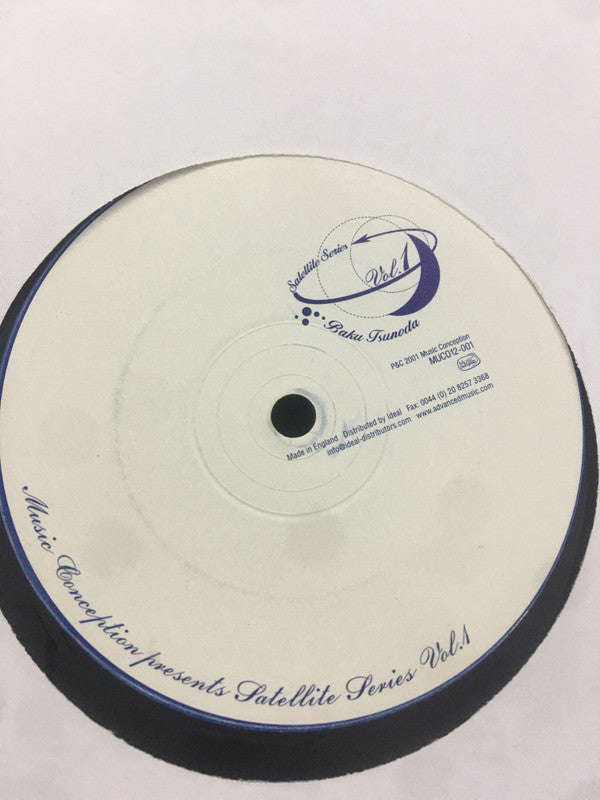 Satellite Series
Vol.1
Baku Tsunoda
P&C 2001 Music Conception
MUC012-001
Made in England Distributed by Ideal Fax: 0044 (0) 20 8257 3368
info@ideal-distributors.com www.advancedmusic.com
Music Conception presents Satellite Series Vol.1